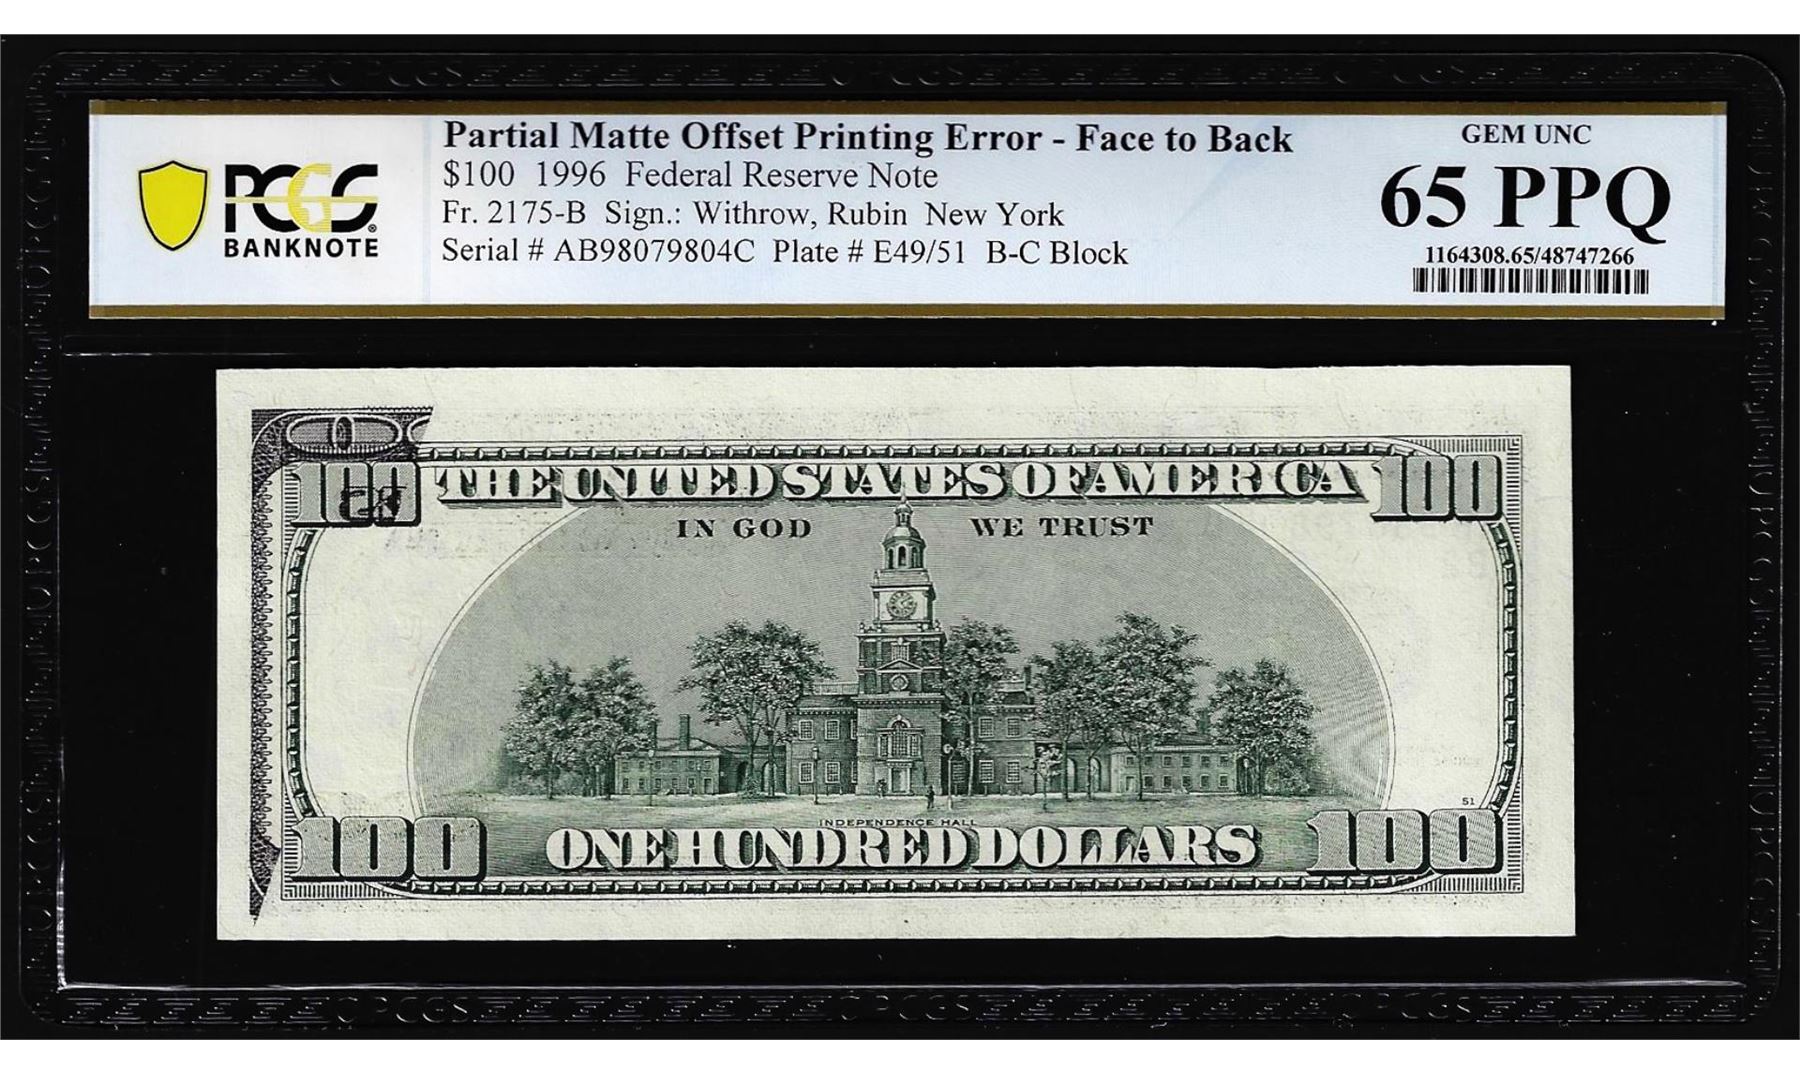 PCGS
BANKNOTE
Partial Matte Offset Printing Error - Face to Back
$100 1996 Federal Reserve Note
Fr. 2175-B Sign.: Withrow, Rubin New York
Serial # AB98079804C Plate # E49/51 B-C Block
GEM UNC
65 PPQ
1164308.65/48747266
100 THE UNITED STATES OF AMERICA 100
IN GOD WE TRUST
51
INDEPENDENCE HALL
100 ONE HUNDRED DOLLARS 100